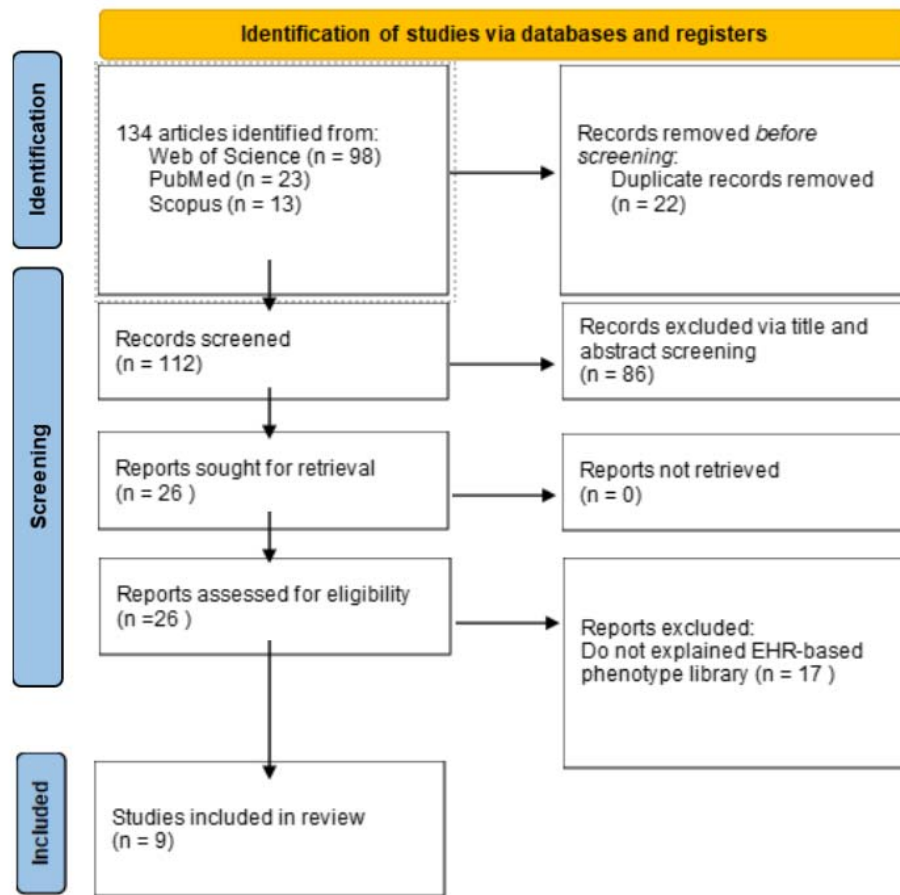 Identification of studies via databases and registers
Identification
134 articles identified from:
Web of Science (n = 98)
PubMed (n = 23)
Scopus (n = 13)
Records removed before
screening:
Duplicate records removed
(n = 22)
Screening
Records screened
(n = 112)
Records excluded via title and
abstract screening
(n = 86)
Reports sought for retrieval
(n = 26 )
Reports not retrieved
(n = 0)
Reports assessed for eligibility
(n =26 )
Reports excluded:
Do not explained EHR-based
phenotype library (n = 17 )
Included
Studies included in review
(n = 9)